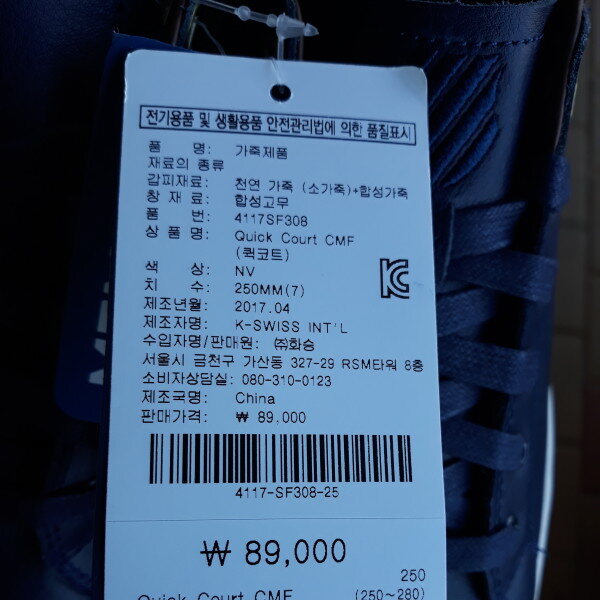 전기용품 및 생활용품 안전관리법에 의한 품질표시
품 명: 가죽제품
재료의 종류
갑피재료: 천연 가죽 (소가죽)+합성가죽
창 재료: 합성고무
품 번: 4117SF308
상 품 명: Quick Court CMF
(퀵코트)
색 상: NV
치 수: 250MM(7)
제조년월: 2017.04
제조자명: K-SWISS INT'L
수입자명/판매원: ㈜화승
서울시 금천구 가산동 327-29 RSM타워 8층
소비자상담실: 080-310-0123
제조국명: China
판매가격: ₩ 89,000
4117-SF308-25
₩ 89,000
250
Quick Court CMF (250~280)